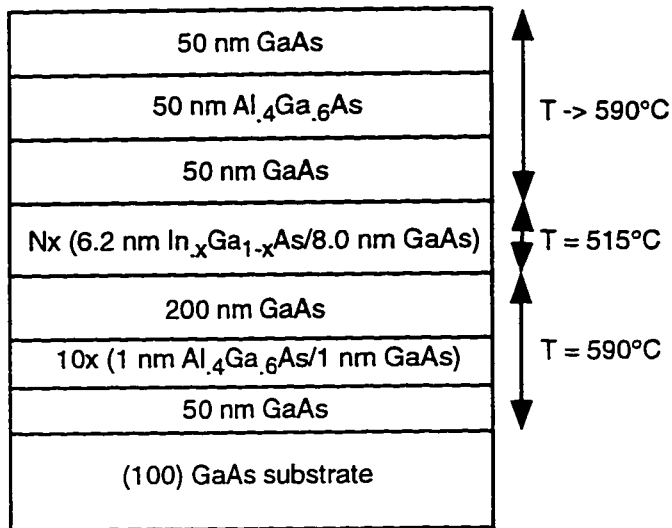 50 nm GaAs
50 nm Al.4Ga.6As
T -> 590°C
50 nm GaAs
Nx (6.2 nm In.xGa1-xAs/8.0 nm GaAs)
T = 515°C
200 nm GaAs
T = 590°C
10x (1 nm Al.4Ga.6As/1 nm GaAs)
50 nm GaAs
(100) GaAs substrate